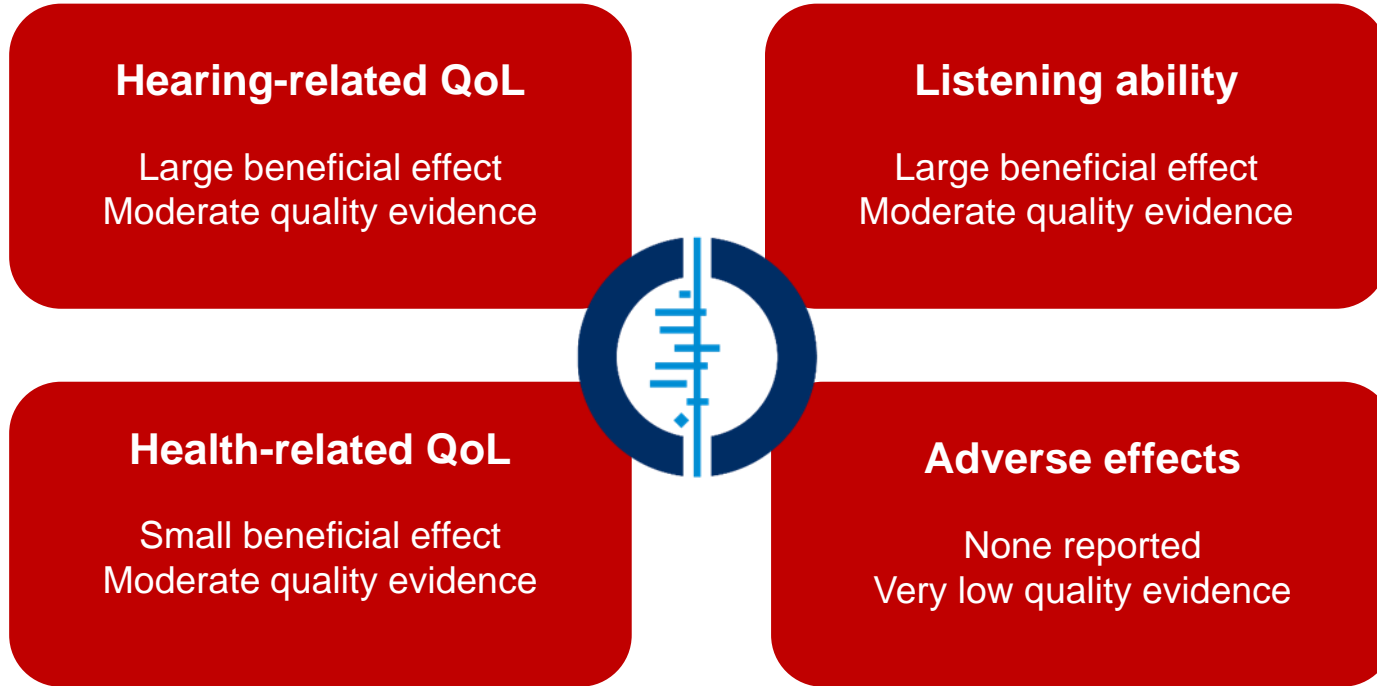 Hearing-related QoL
Large beneficial effect
Moderate quality evidence
Listening ability
Large beneficial effect
Moderate quality evidence
Health-related QoL
Small beneficial effect
Moderate quality evidence
Adverse effects
None reported
Very low quality evidence